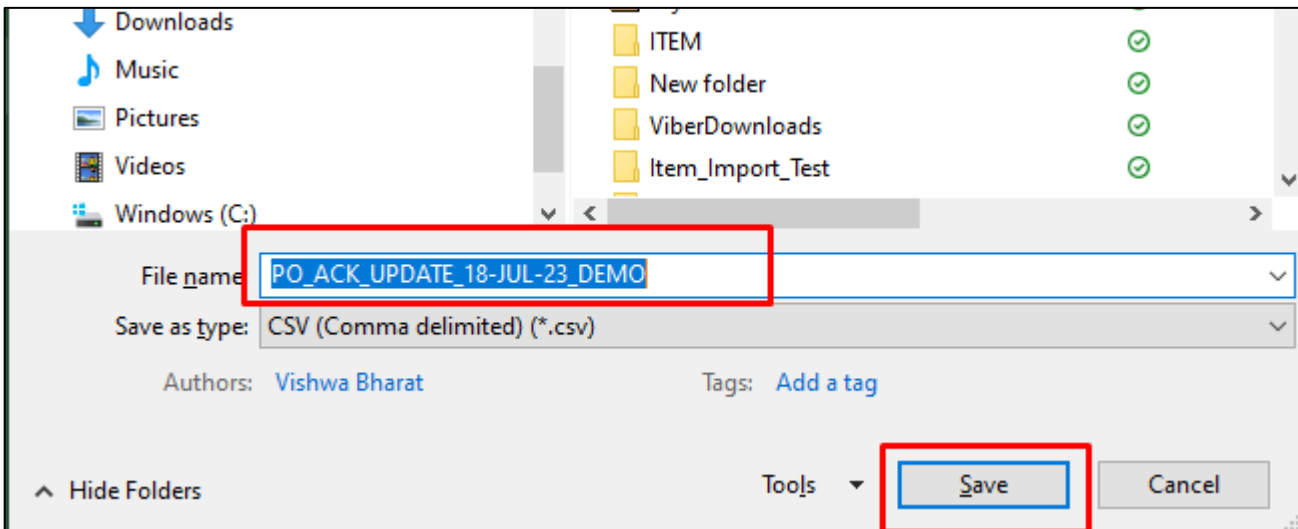 Downloads
Music
Pictures
Videos
Windows (C:)
ITEM
New folder
ViberDownloads
Item_Import_Test
File name
PO_ACK_UPDATE_18-JUL-23_DEMO
Save as type: CSV (Comma delimited) (*.csv)
Authors: Vishwa Bharat Tags: Add a tag
Hide Folders Tools Save Cancel